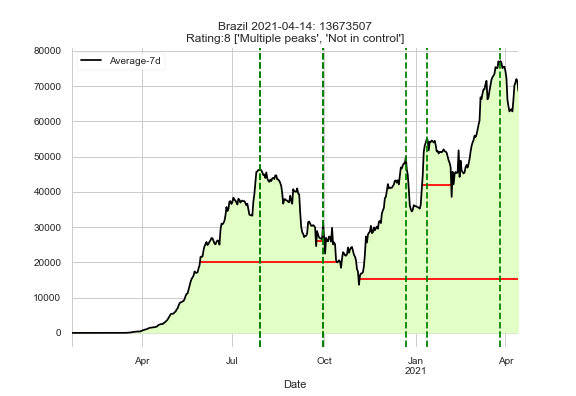 Brazil 2021-04-14: 13673507
Rating:8 ['Multiple peaks', 'Not in control']
80000
70000
60000
50000
40000
30000
20000
10000
0
Average-7d
Apr
Jul
Oct
Jan
2021
Apr
Date